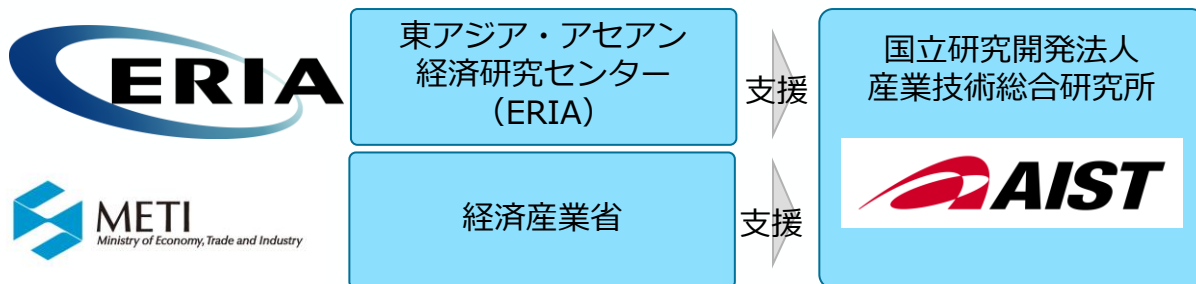 ERIA
東アジア・アセアン
経済研究センター
（ERIA）
支援
国立研究開発法人
産業技術総合研究所
AIST
METI
Ministry of Economy, Trade and Industry
経済産業省
支援